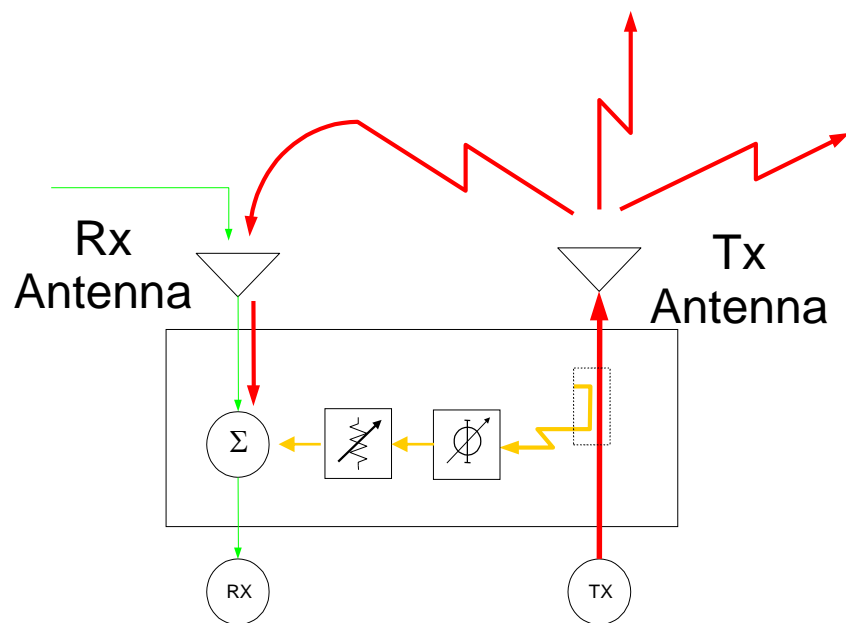 Rx
Antenna
Tx
Antenna
Σ
Φ
RX
TX